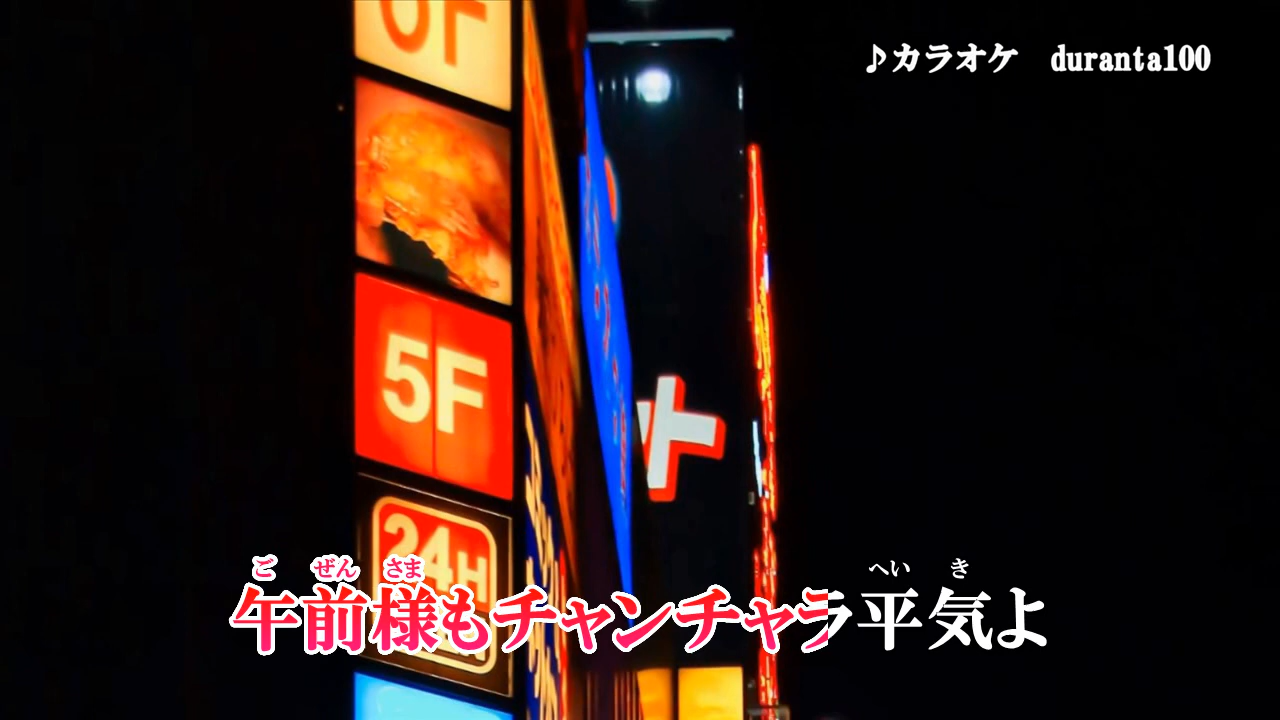 ♪カラオケ duranta100
5F
24H
ご ぜん さま へい き
午前様もチャンチャラ平気よ